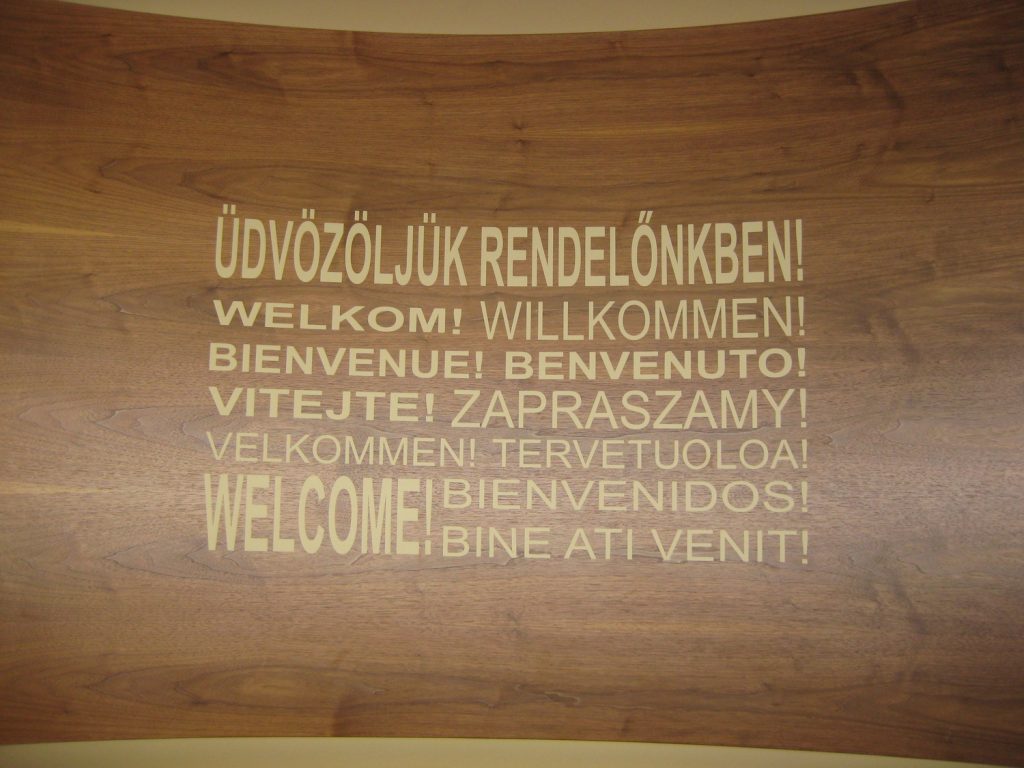 ÜDVÖZÖLJÜK RENDELŐNKBEN!
WELKOM! WILLKOMMEN!
BIENVENUE! BENVENUTO!
VITEJTE! ZAPRASZAMY!
VELKOMMEN! TERVETUOLOA!
WELCOME! BIENVENIDOS!
BINE ATI VENIT!